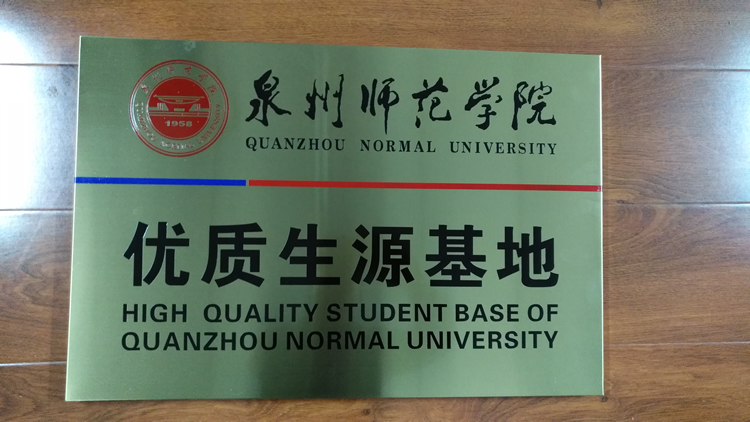 泉州师范学院
QUANZHOU NORMAL UNIVERSITY
1958
优质生源基地
HIGH QUALITY STUDENT BASE OF
QUANZHOU NORMAL UNIVERSITY